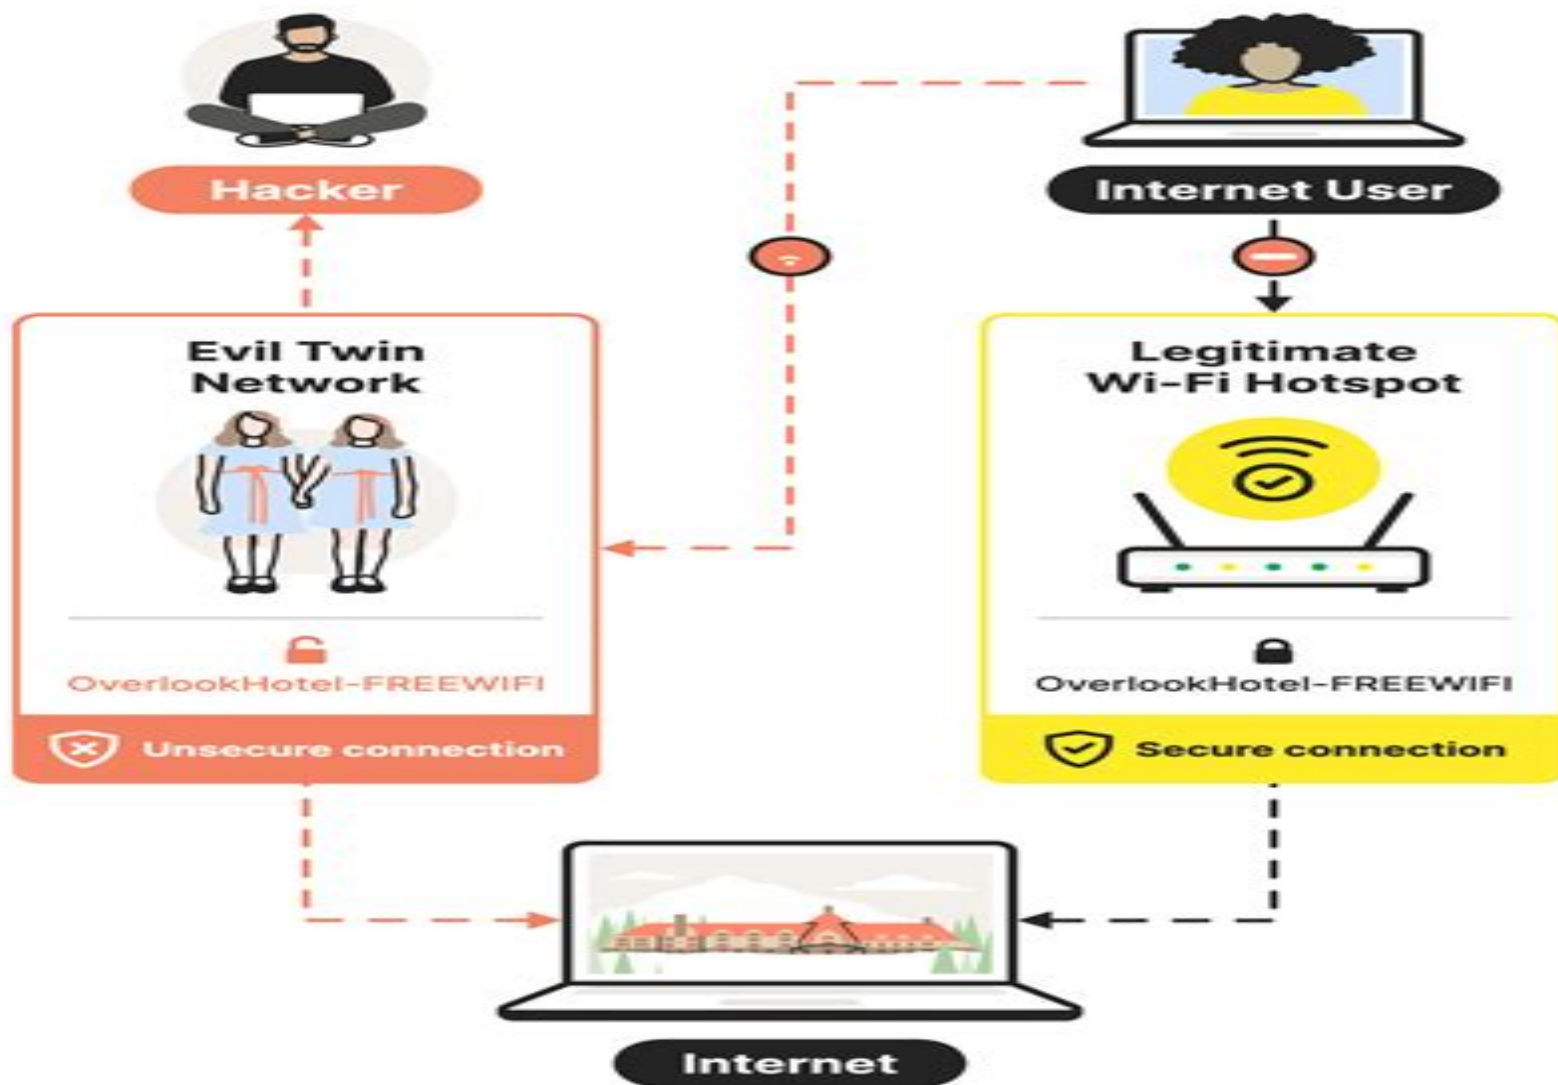 Hacker
Internet User
Evil Twin
Network
Legitimate
Wi-Fi Hotspot
OverlookHotel-FREEWIFI
OverlookHotel-FREEWIFI
Unsecure connection
Secure connection
Internet